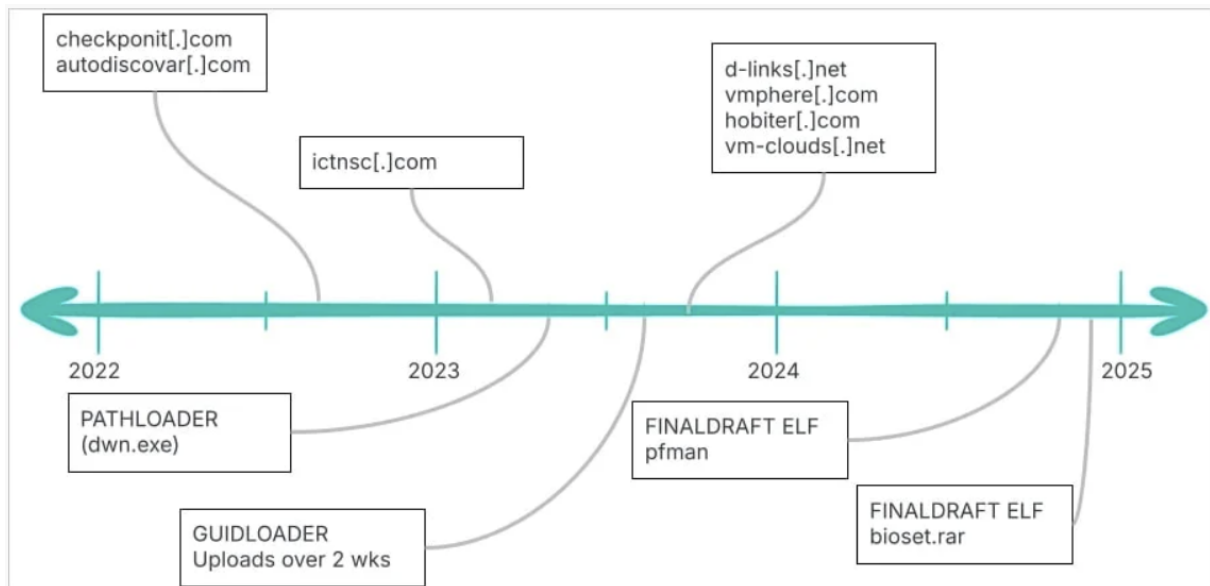 checkponit[.]com
autodiscovar[.]com
ictnsc[.]com
d-links[.]net
vmphere[.]com
hobiter[.]com
vm-clouds[.]net
2022
2023
2024
2025
PATHLOADER
(dwn.exe)
GUIDLOADER
Uploads over 2 wks
FINALDRAFT ELF
pfman
FINALDRAFT ELF
bioset.rar